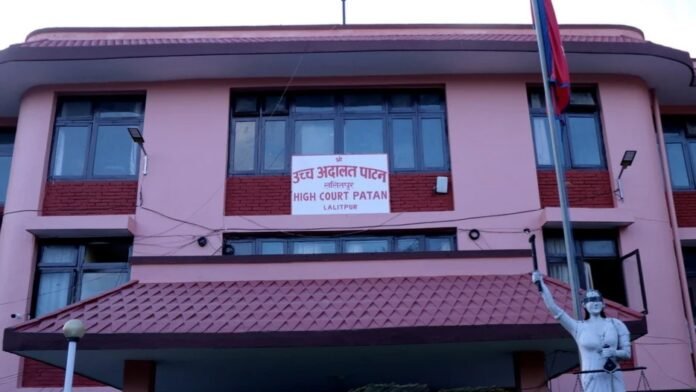 श्री
उच्च अदालत पाटन
ललितपुर
HIGH COURT PATAN
LALITPUR